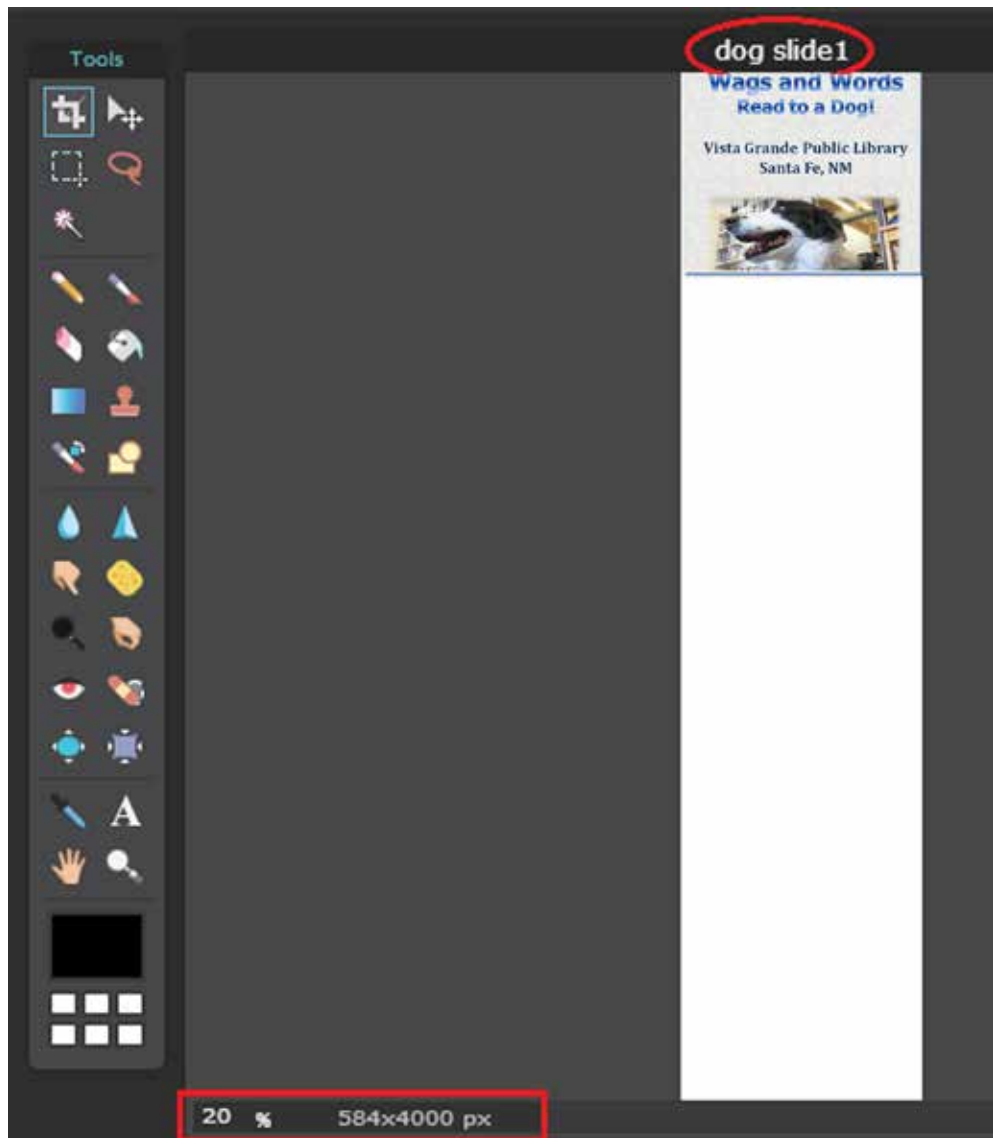 Tools
dog slide1
Wags and Words
Read to a Dog!
Vista Grande Public Library
Santa Fe, NM
A
20 % 584x4000 px